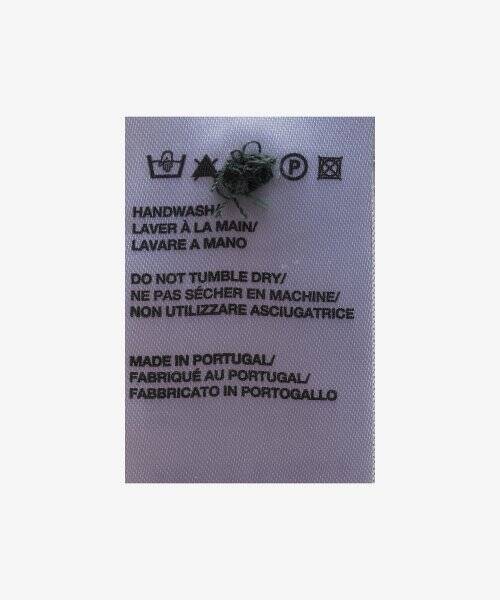 P
HANDWASH/
LAVER À LA MAIN/
LAVARE A MANO
DO NOT TUMBLE DRY/
NE PAS SÉCHER EN MACHINE/
NON UTILIZZARE ASCIUGATRICE
MADE IN PORTUGAL/
FABRIQUÉ AU PORTUGAL/
FABBRICATO IN PORTOGALLO